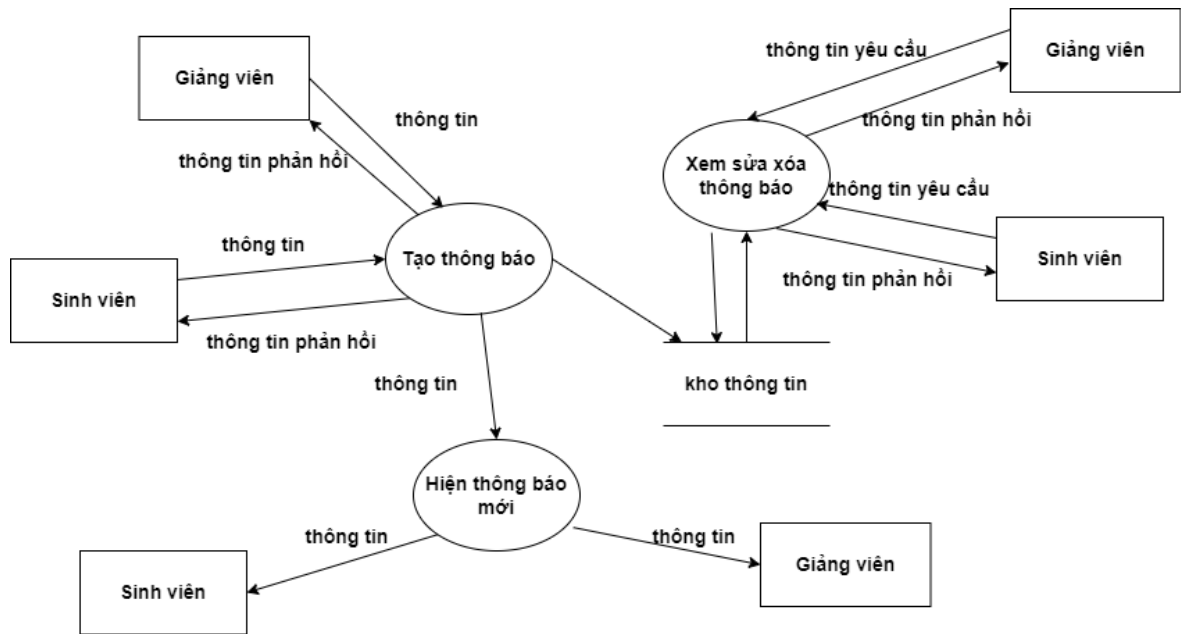 thông tin yêu cầu
Giảng viên
Giảng viên
thông tin
thông tin phản hồi
thông tin phản hồi
Xem sửa xóa
thông báo
thông tin yêu cầu
thông tin
Tạo thông báo
Sinh viên
thông tin phản hồi
Sinh viên
thông tin phản hồi
thông tin
kho thông tin
Hiện thông báo
mới
thông tin
thông tin
Giảng viên
Sinh viên